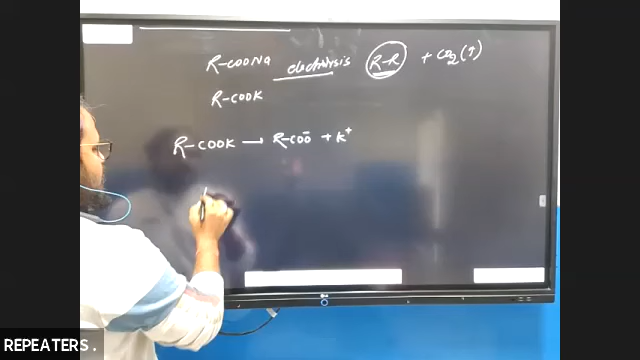 R-COONa electrolysis R-R + CO2(↑)
R-COOK
R-COOK → R-COO⁻ + K⁺
REPEATERS.